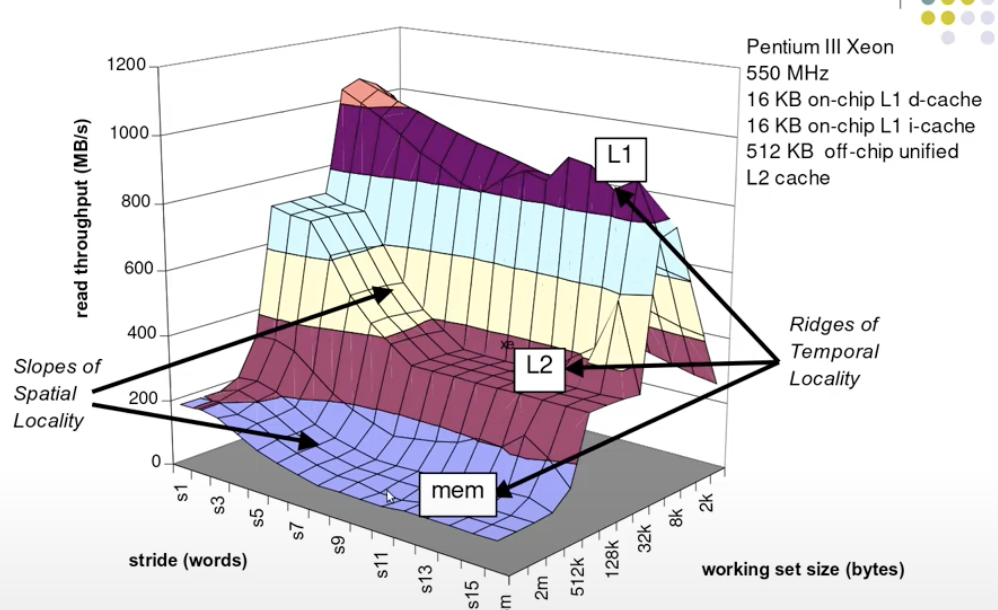 Pentium III Xeon
550 MHz
16 KB on-chip L1 d-cache
16 KB on-chip L1 i-cache
512 KB  off-chip unified
L2 cache
1200
1000
800
600
400
200
0
read throughput (MB/s)
L1
xe
L2
mem
Slopes of
Spatial
Locality
Ridges of
Temporal
Locality
s1
s3
s5
s7
s9
s11
s13
s15
stride (words)
m
2m
512k
128k
32k
8k
2k
working set size (bytes)